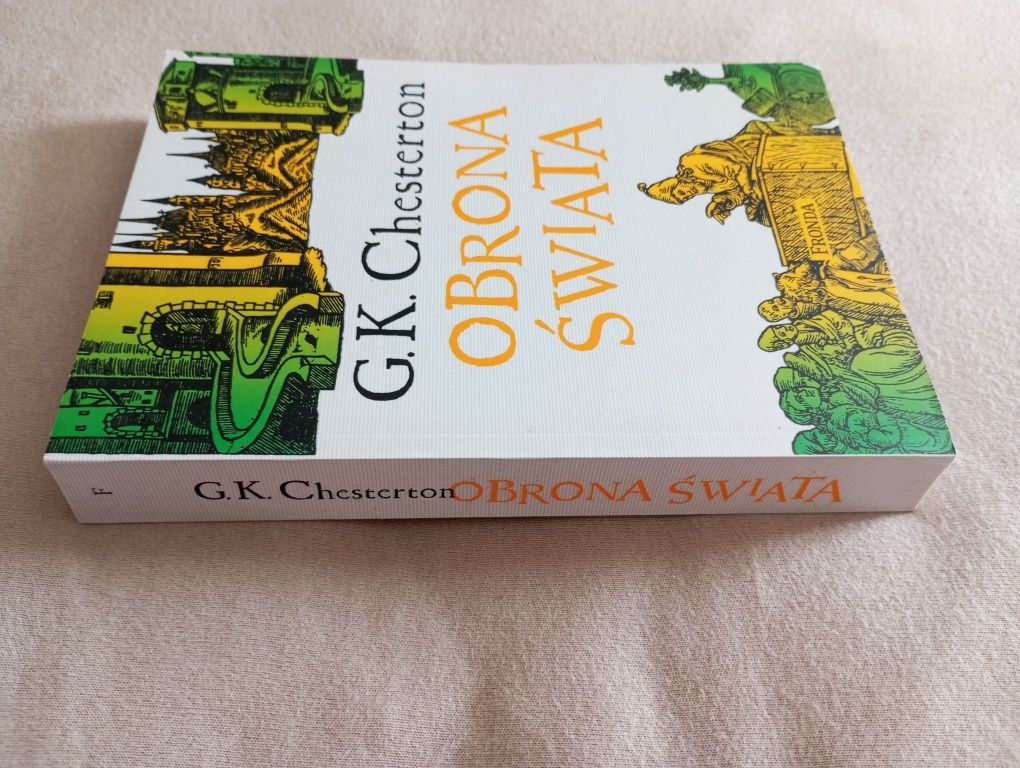 G.K. Chesterton
OBRONA
ŚWIATA
FRONDA
F
G.K. Chesterton OBRONA ŚWIATA